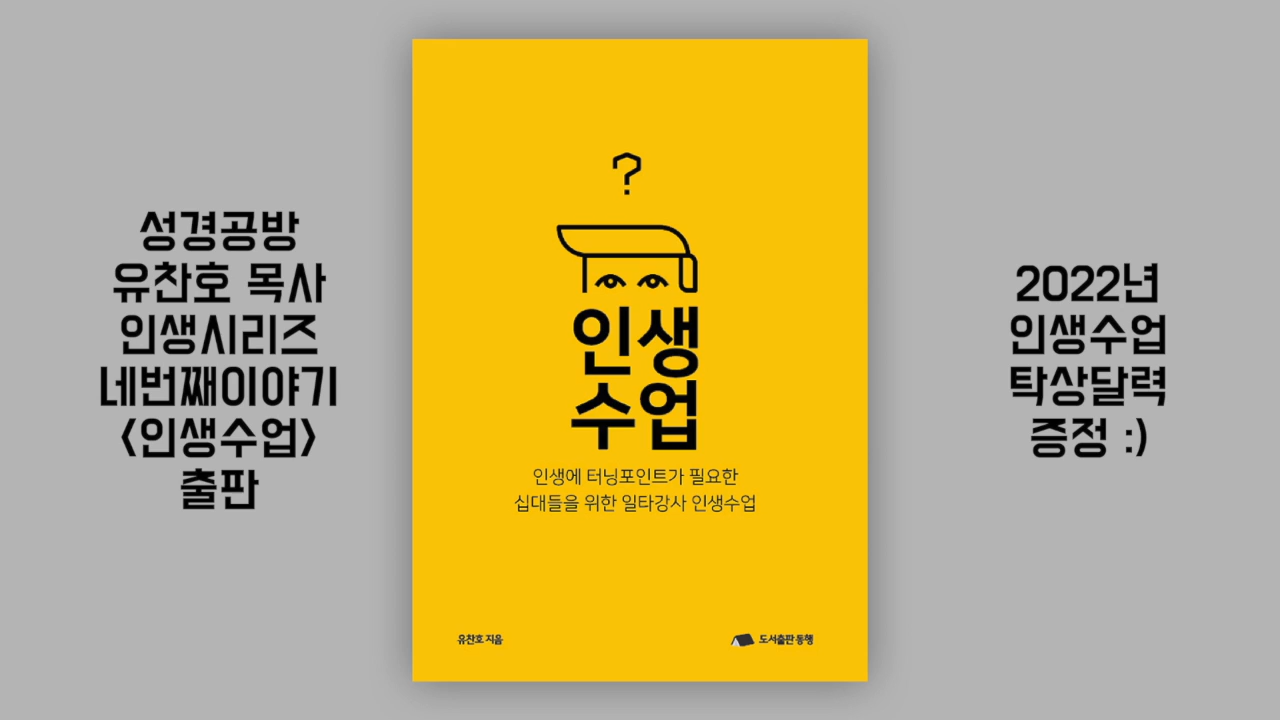 성경공방
유찬호 목사
인생시리즈
네번째이야기
<인생수업>
출판
?
인생
수업
인생에 터닝포인트가 필요한
십대들을 위한 일타강사 인생수업
유찬호 지음
도서출판 동행
2022년
인생수업
탁상달력
증정 :)